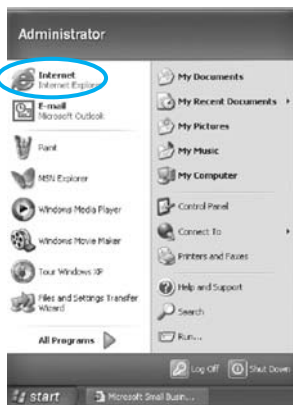 Administrator
Internet
Internet Explorer
E-mail
Microsoft Outlook
Paint
MSN Explorer
Windows Media Player
Windows Movie Maker
Tour Windows XP
Files and Settings Transfer
Wizard
All Programs
My Documents
My Recent Documents
My Pictures
My Music
My Computer
Control Panel
Connect To
Printers and Faxes
Help and Support
Search
Run...
Log Off
Shut Down
start
Microsoft Small Busin...